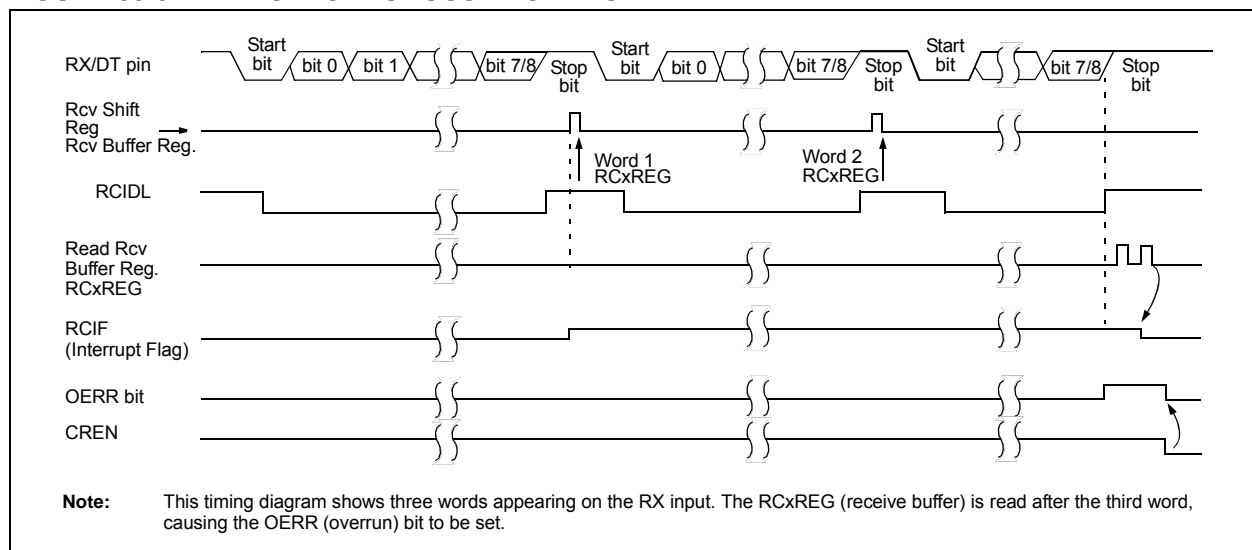 Start bit bit 0 bit 1 bit 7/8 Stop bit Start bit bit 0 bit 7/8 Stop bit Start bit bit 7/8 Stop bit
RX/DT pin
Rcv Shift
Reg
Rcv Buffer Reg.
Word 1
RCxREG
Word 2
RCxREG
RCIDL
Read Rcv
Buffer Reg.
RCxREG
RCIF
(Interrupt Flag)
OERR bit
CREN
Note: This timing diagram shows three words appearing on the RX input. The RCxREG (receive buffer) is read after the third word,
causing the OERR (overrun) bit to be set.